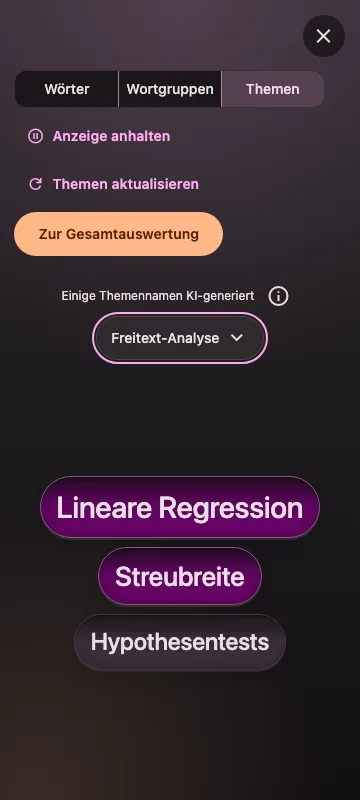 Wörter Wortgruppen Themen
Anzeige anhalten
Themen aktualisieren
Zur Gesamtauswertung
Einige Themennamen KI-generiert
Freitext-Analyse
Lineare Regression
Streubreite
Hypothesentests